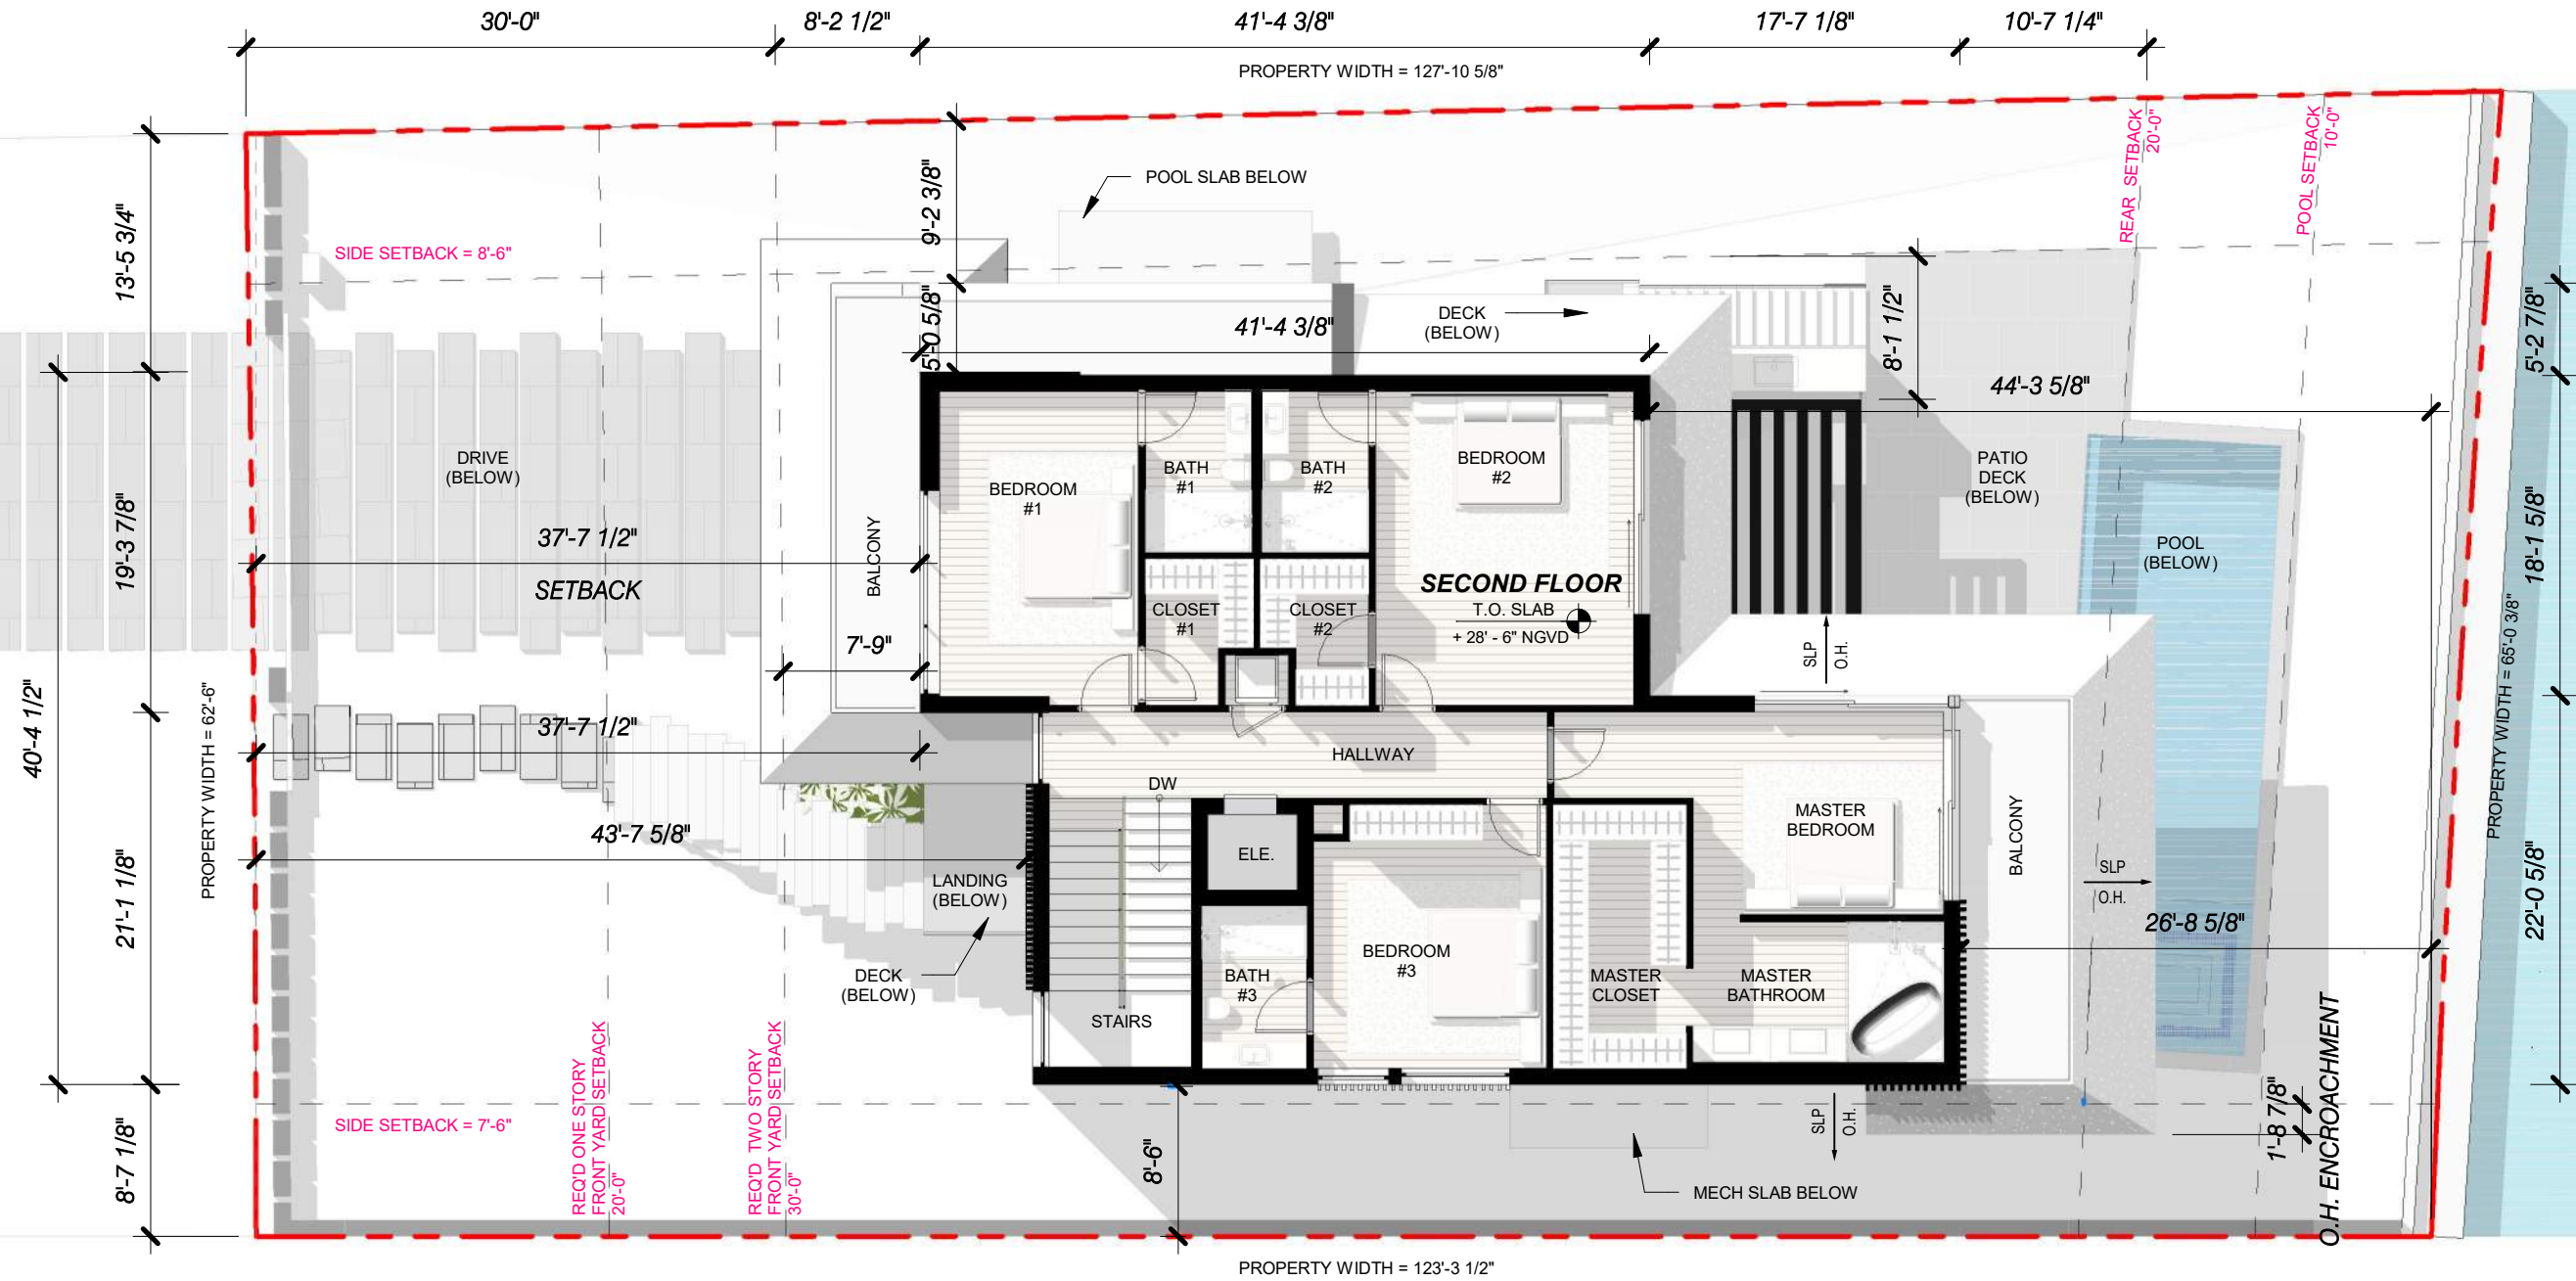 30'-0"
8'-2 1/2"
41'-4 3/8"
17'-7 1/8"
10'-7 1/4"
PROPERTY WIDTH = 127'-10 5/8"
REAR SETBACK
20'-0"
POOL SETBACK
10'-0"
13'-5 3/4"
SIDE SETBACK = 8'-6"
9'-2 3/8"
POOL SLAB BELOW
5'-0 5/8"
41'-4 3/8"
DECK
(BELOW)
8'-1 1/2"
5'-2 7/8"
44'-3 5/8"
DRIVE
(BELOW)
BEDROOM
#1
BATH
#1
BATH
#2
BEDROOM
#2
PATIO
DECK
(BELOW)
19'-3 7/8"
37'-7 1/2"
SETBACK
BALCONY
POOL
(BELOW)
18'-1 5/8"
CLOSET
#1
CLOSET
#2
SECOND FLOOR
T.O. SLAB
+ 28' - 6" NGVD
7'-9"
SLP
O.H.
PROPERTY WIDTH = 65'-0 3/8"
40'-4 1/2"
PROPERTY WIDTH = 62'-6"
37'-7 1/2"
HALLWAY
DW
43'-7 5/8"
MASTER
BEDROOM
BALCONY
ELE.
SLP
O.H.
LANDING
(BELOW)
21'-1 1/8"
26'-8 5/8"
22'-0 5/8"
DECK
(BELOW)
BATH
#3
BEDROOM
#3
MASTER
CLOSET
MASTER
BATHROOM
STAIRS
REQ'D ONE STORY
FRONT YARD SETBACK
20'-0"
REQ'D TWO STORY
FRONT YARD SETBACK
30'-0"
SIDE SETBACK = 7'-6"
8'-7 1/8"
8'-6"
SLP
O.H.
MECH SLAB BELOW
1'-8 7/8"
O.H. ENCROACHMENT
PROPERTY WIDTH = 123'-3 1/2"